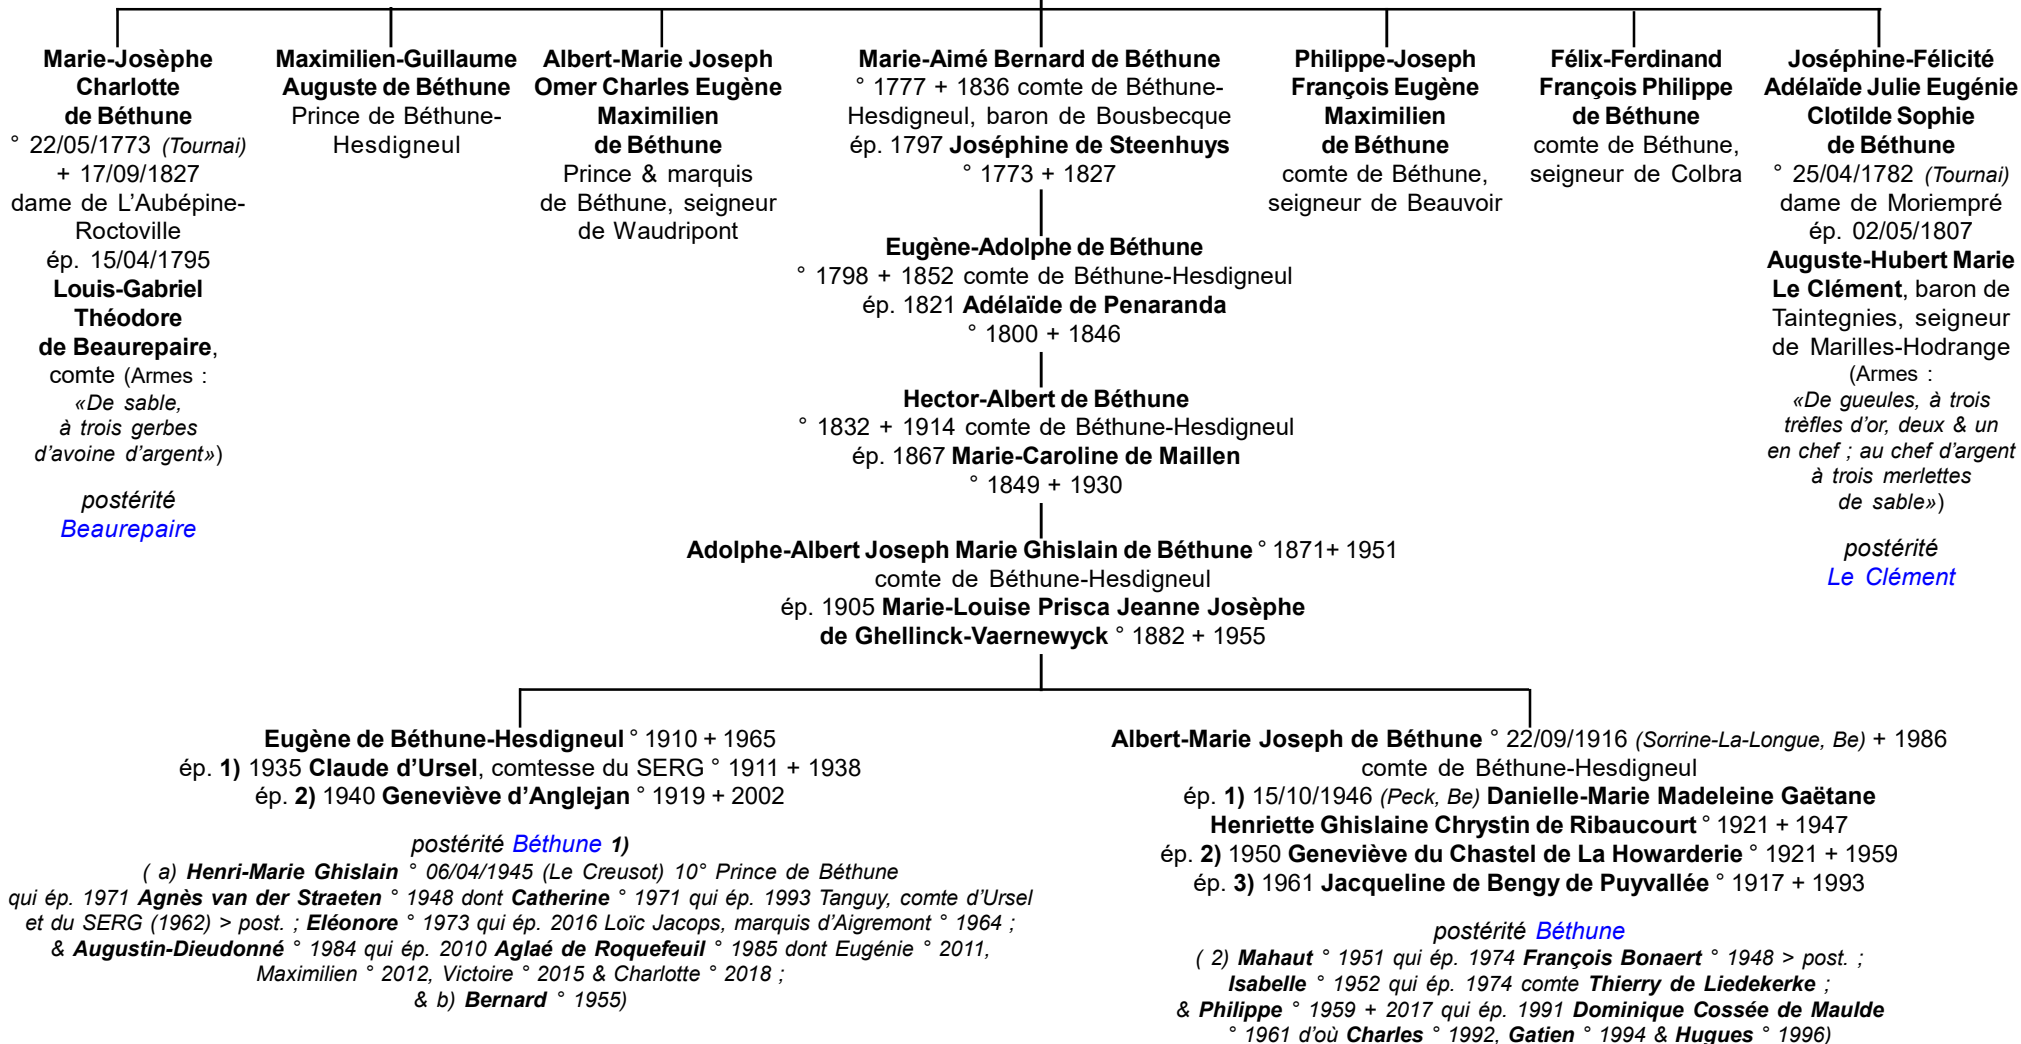 Marie-Josèphe
Charlotte
de Béthune
° 22/05/1773 (Tournai)
+ 17/09/1827
dame de L'Aubépine-
Roctoville
ép. 15/04/1795
Louis-Gabriel
Théodore
de Beaurepaire,
comte (Armes :
«De sable,
à trois gerbes
d'avoine d'argent»)
postérité
Beaurepaire
Maximilien-Guillaume
Auguste de Béthune
Prince de Béthune-
Hesdigneul
Albert-Marie Joseph
Omer Charles Eugène
Maximilien
de Béthune
Prince & marquis
de Béthune, seigneur
de Waudripont
Marie-Aimé Bernard de Béthune
° 1777 + 1836 comte de Béthune-
Hesdigneul, baron de Bousbecque
ép. 1797 Joséphine de Steenhuys
° 1773 + 1827
Eugène-Adolphe de Béthune
° 1798 + 1852 comte de Béthune-Hesdigneul
ép. 1821 Adélaïde de Penaranda
° 1800 + 1846
Hector-Albert de Béthune
° 1832 + 1914 comte de Béthune-Hesdigneul
ép. 1867 Marie-Caroline de Maillen
° 1849 + 1930
Adolphe-Albert Joseph Marie Ghislain de Béthune ° 1871+ 1951
comte de Béthune-Hesdigneul
ép. 1905 Marie-Louise Prisca Jeanne Josèphe
de Ghellinck-Vaernewyck ° 1882 + 1955
Philippe-Joseph
François Eugène
Maximilien
de Béthune
comte de Béthune,
seigneur de Beauvoir
Félix-Ferdinand
François Philippe
de Béthune
comte de Béthune,
seigneur de Colbra
Joséphine-Félicité
Adélaïde Julie Eugénie
Clotilde Sophie
de Béthune
° 25/04/1782 (Tournai)
dame de Moriempré
ép. 02/05/1807
Auguste-Hubert Marie
Le Clément, baron de
Taintegnies, seigneur
de Marilles-Hodrange
(Armes :
«De gueules, à trois
trèfles d'or, deux & un
en chef ; au chef d'argent
à trois merlettes
de sable»)
postérité
Le Clément
Eugène de Béthune-Hesdigneul ° 1910 + 1965
ép. 1) 1935 Claude d'Ursel, comtesse du SERG ° 1911 + 1938
ép. 2) 1940 Geneviève d'Anglejan ° 1919 + 2002
postérité Béthune 1)
( a) Henri-Marie Ghislain ° 06/04/1945 (Le Creusot) 10° Prince de Béthune
qui ép. 1971 Agnès van der Straeten ° 1948 dont Catherine ° 1971 qui ép. 1993 Tanguy, comte d'Ursel
et du SERG (1962) > post. ; Eléonore ° 1973 qui ép. 2016 Loïc Jacops, marquis d'Aigremont ° 1964 ;
& Augustin-Dieudonné ° 1984 qui ép. 2010 Aglaé de Roquefeuil ° 1985 dont Eugénie ° 2011,
Maximilien ° 2012, Victoire ° 2015 & Charlotte ° 2018 ;
& b) Bernard ° 1955)
Albert-Marie Joseph de Béthune ° 22/09/1916 (Sorrine-La-Longue, Be) + 1986
comte de Béthune-Hesdigneul
ép. 1) 15/10/1946 (Peck, Be) Danielle-Marie Madeleine Gaëtane
Henriette Ghislaine Chrystin de Ribaucourt ° 1921 + 1947
ép. 2) 1950 Geneviève du Chastel de La Howarderie ° 1921 + 1959
ép. 3) 1961 Jacqueline de Bengy de Puyvallée ° 1917 + 1993
postérité Béthune
( 2) Mahaut ° 1951 qui ép. 1974 François Bonaert ° 1948 > post. ;
Isabelle ° 1952 qui ép. 1974 comte Thierry de Liedekerke ;
& Philippe ° 1959 + 2017 qui ép. 1991 Dominique Cossée de Maulde
° 1961 d'où Charles ° 1992, Gatien ° 1994 & Hugues ° 1996)